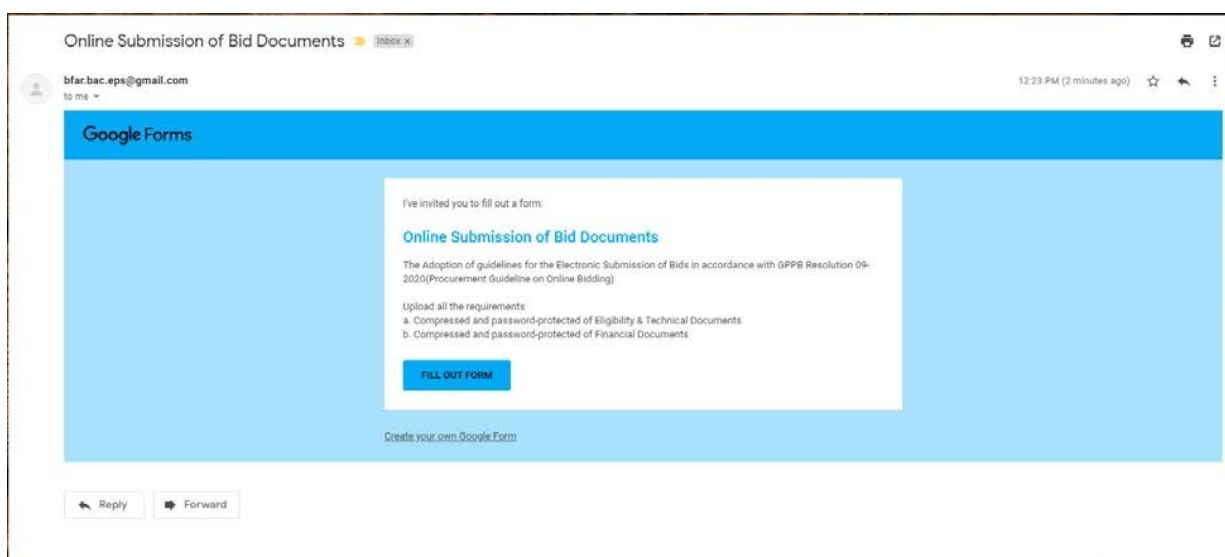 Online Submission of Bid Documents Inbox x
bfar.bac.eps@gmail.com 12:23 PM (2 minutes ago)
to me
Google Forms
I've invited you to fill out a form:
Online Submission of Bid Documents
The Adoption of guidelines for the Electronic Submission of Bids in accordance with GPPB Resolution 09-
2020(Procurement Guideline on Online Bidding)
Upload all the requirements
a. Compressed and password-protected of Eligibility & Technical Documents
b. Compressed and password-protected of Financial Documents
FILL OUT FORM
Create your own Google Form
Reply Forward